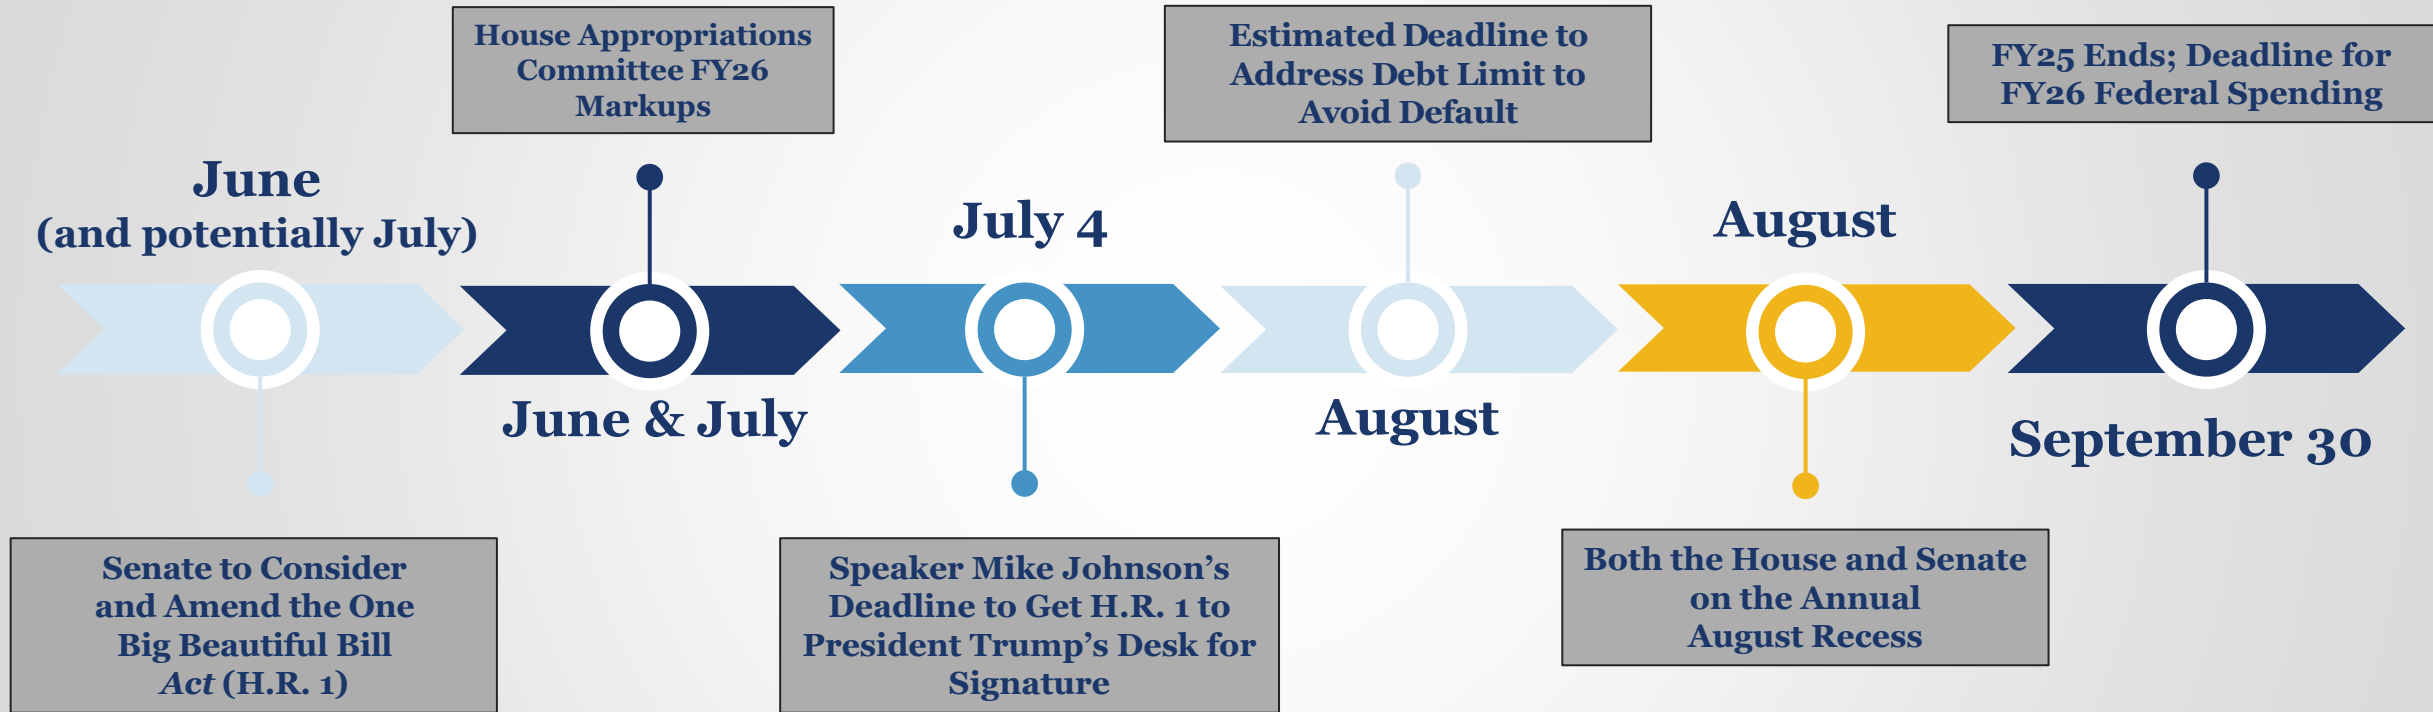 June
(and potentially July)
Senate to Consider
and Amend the One
Big Beautiful Bill
Act (H.R. 1)
House Appropriations
Committee FY26
Markups
June & July
July 4
Speaker Mike Johnson’s
Deadline to Get H.R. 1 to
President Trump’s Desk for
Signature
Estimated Deadline to
Address Debt Limit to
Avoid Default
August
August
Both the House and Senate
on the Annual
August Recess
FY25 Ends; Deadline for
FY26 Federal Spending
September 30